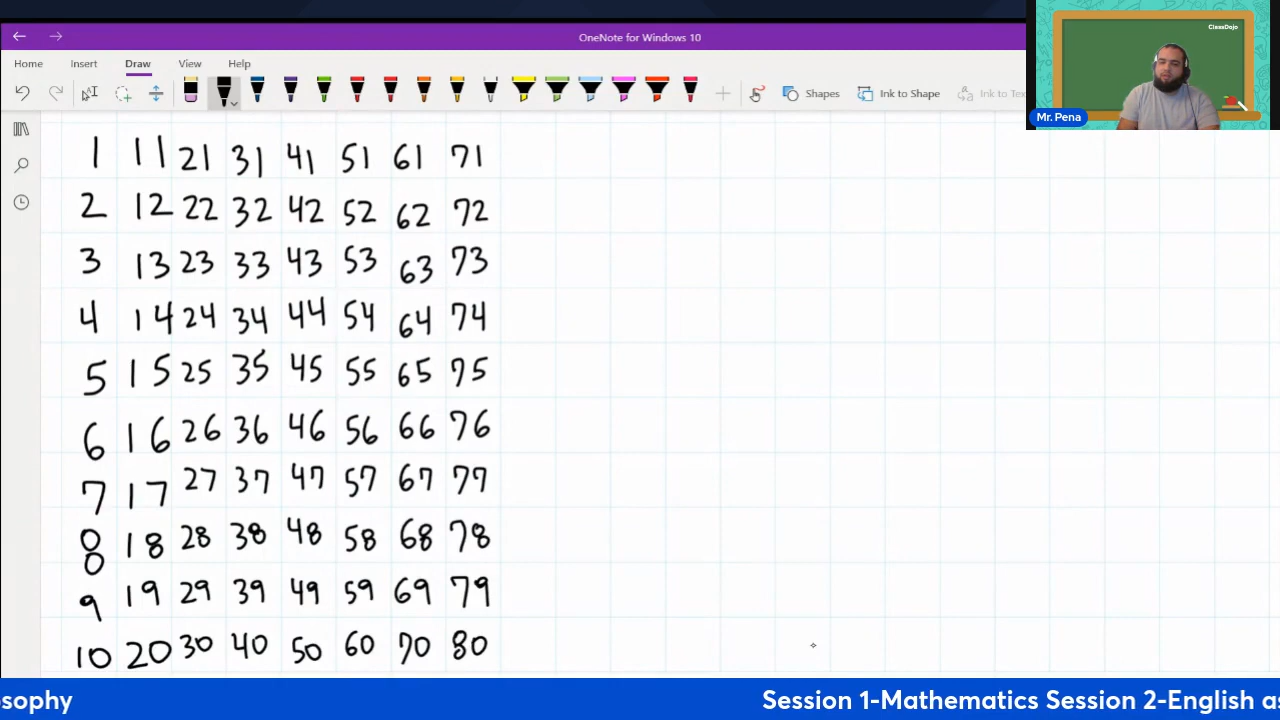 OneNote for Windows 10
ClassDojo
Home Insert Draw View Help
Shapes Ink to Shape Ink to Tex
Mr. Pena
1 11 21 31 41 51 61 71
2 12 22 32 42 52 62 72
3 13 23 33 43 53 63 73
4 14 24 34 44 54 64 74
5 15 25 35 45 55 65 75
6 16 26 36 46 56 66 76
7 17 27 37 47 57 67 77
8 18 28 38 48 58 68 78
9 19 29 39 49 59 69 79
10 20 30 40 50 60 70 80
osophy Session 1-Mathematics Session 2-English as